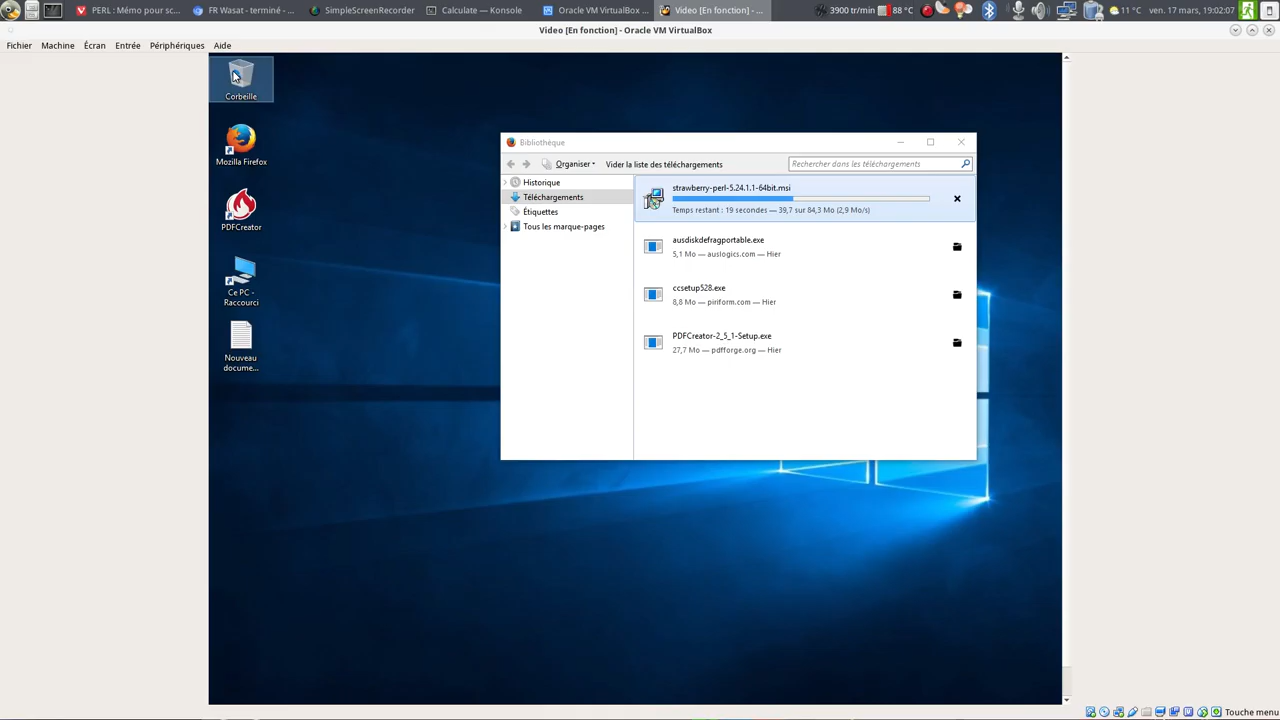 PERL : Mémo pour sc...
FR Wasat - terminé - ...
SimpleScreenRecorder
Calculate — Konsole
Oracle VM VirtualBox ...
Video [En fonction] - ...
3900 tr/min
88 °C
11 °C
ven. 17 mars, 19:02:07
Video [En fonction] - Oracle VM VirtualBox
Fichier Machine Écran Entrée Périphériques Aide
Corbeille
Mozilla Firefox
PDFCreator
Ce PC -
Raccourci
Nouveau
docume...
Bibliothèque
Organiser
Vider la liste des téléchargements
Rechercher dans les téléchargements
Historique
Téléchargements
Étiquettes
Tous les marque-pages
strawberry-perl-5.24.1.1-64bit.msi
Temps restant : 19 secondes — 39,7 sur 84,3 Mo (2,9 Mo/s)
ausdiskdefragportable.exe
5,1 Mo — auslogics.com — Hier
ccsetup528.exe
8,8 Mo — piriform.com — Hier
PDFCreator-2_5_1-Setup.exe
27,7 Mo — pdfforge.org — Hier
Touche menu